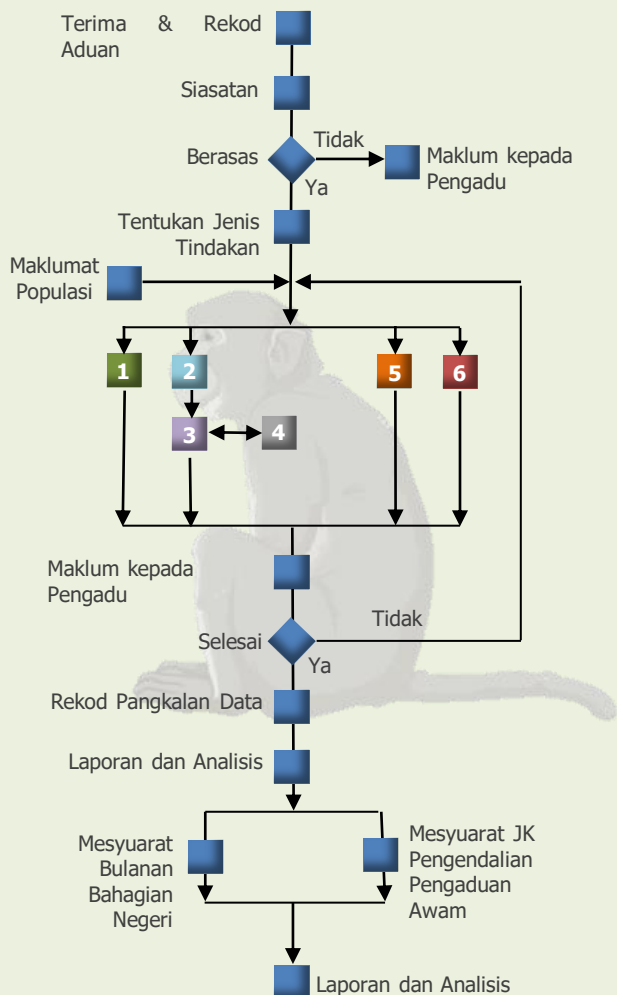 Terima & Rekod
Aduan
Siasatan
Tidak
Berasas
Maklum kepada
Pengadu
Ya
Tentukan Jenis
Tindakan
Maklumat
Populasi
1
2
5
6
3
4
Maklum kepada
Pengadu
Tidak
Selesai
Ya
Rekod Pangkalan Data
Laporan dan Analisis
Mesyuarat
Bulanan
Bahagian
Negeri
Mesyuarat JK
Pengendalian
Pengaduan
Awam
Laporan dan Analisis